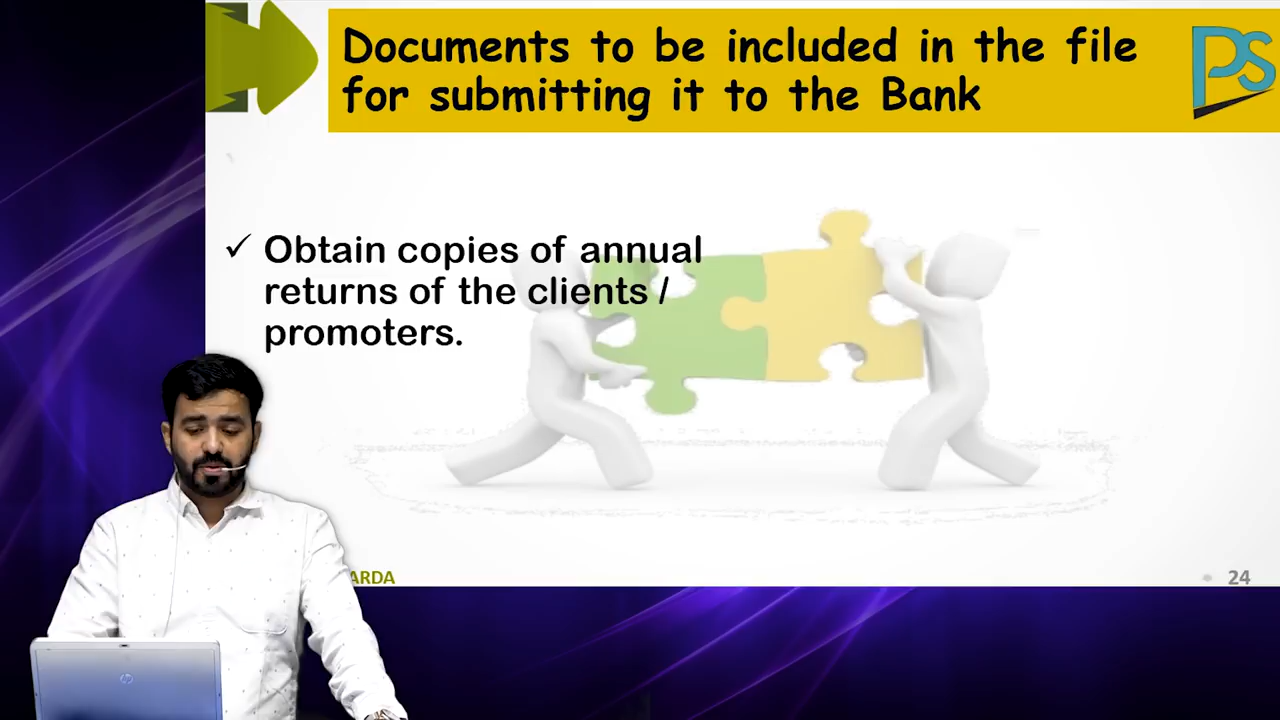 Documents to be included in the file
for submitting it to the Bank
PS
✓ Obtain copies of annual
returns of the clients /
promoters.
ARDA
24